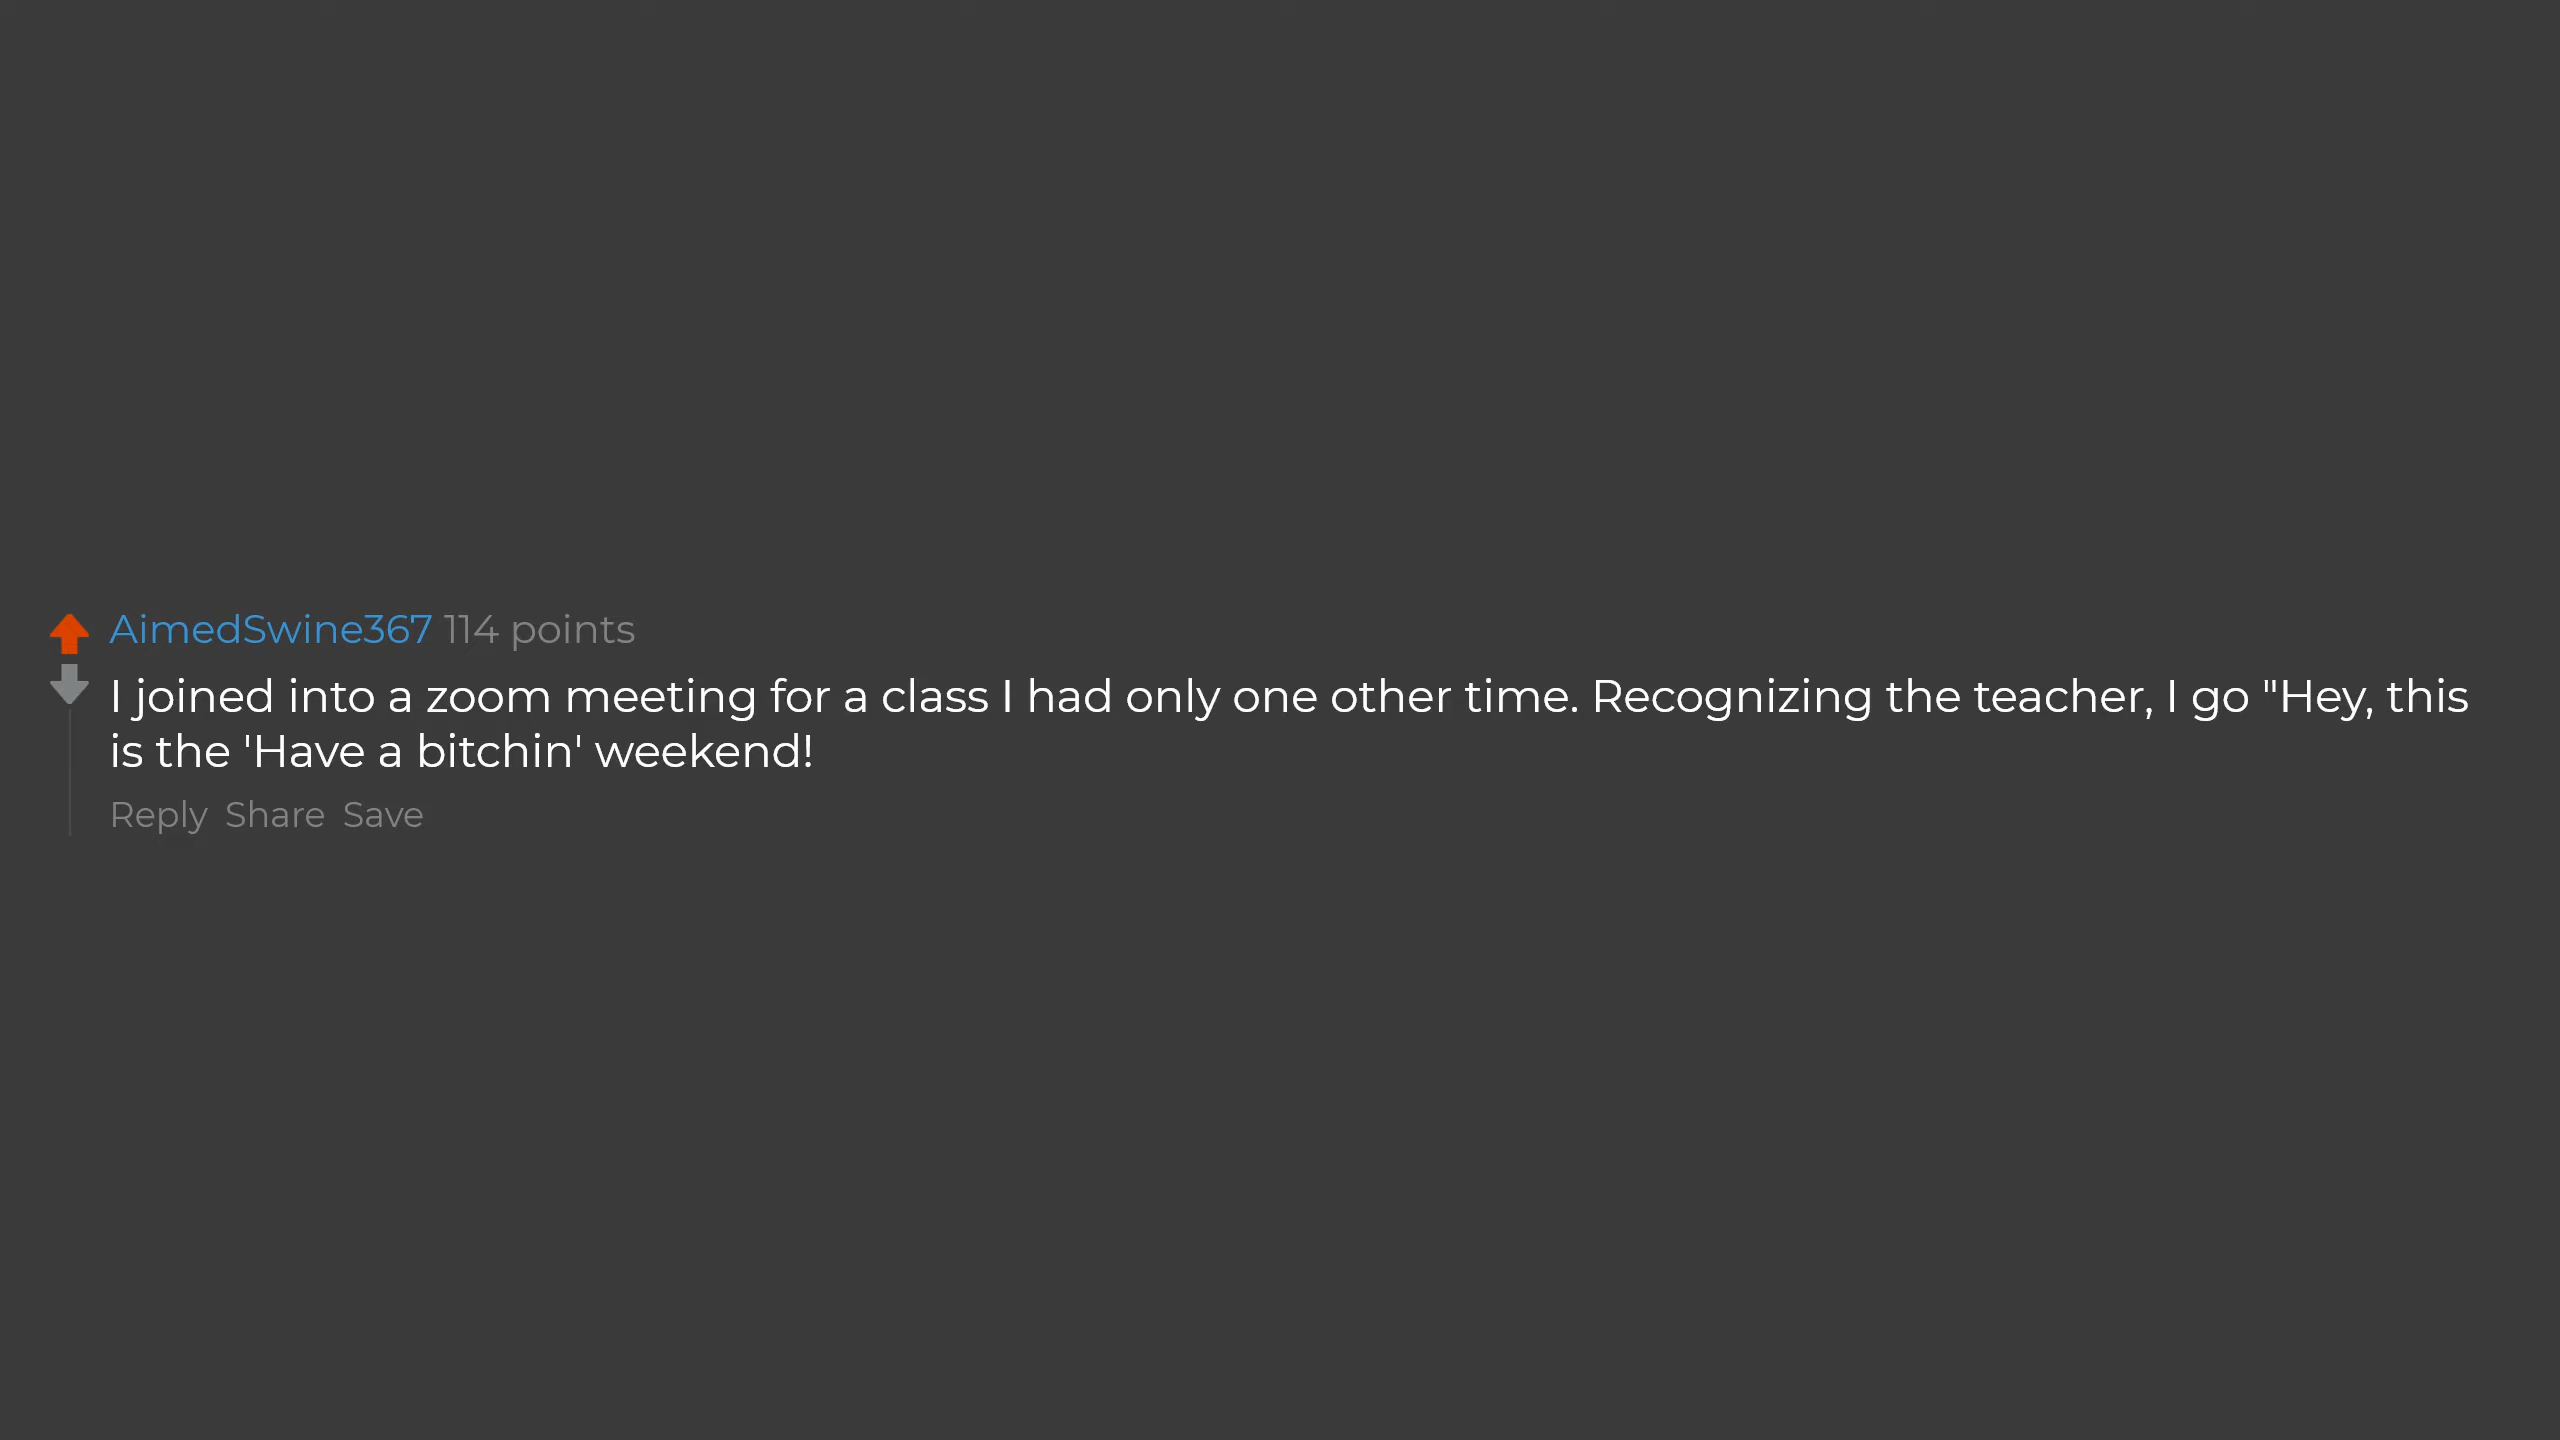 AimedSwine367 114 points
I joined into a zoom meeting for a class I had only one other time. Recognizing the teacher, I go "Hey, this
is the 'Have a bitchin' weekend!
Reply Share Save